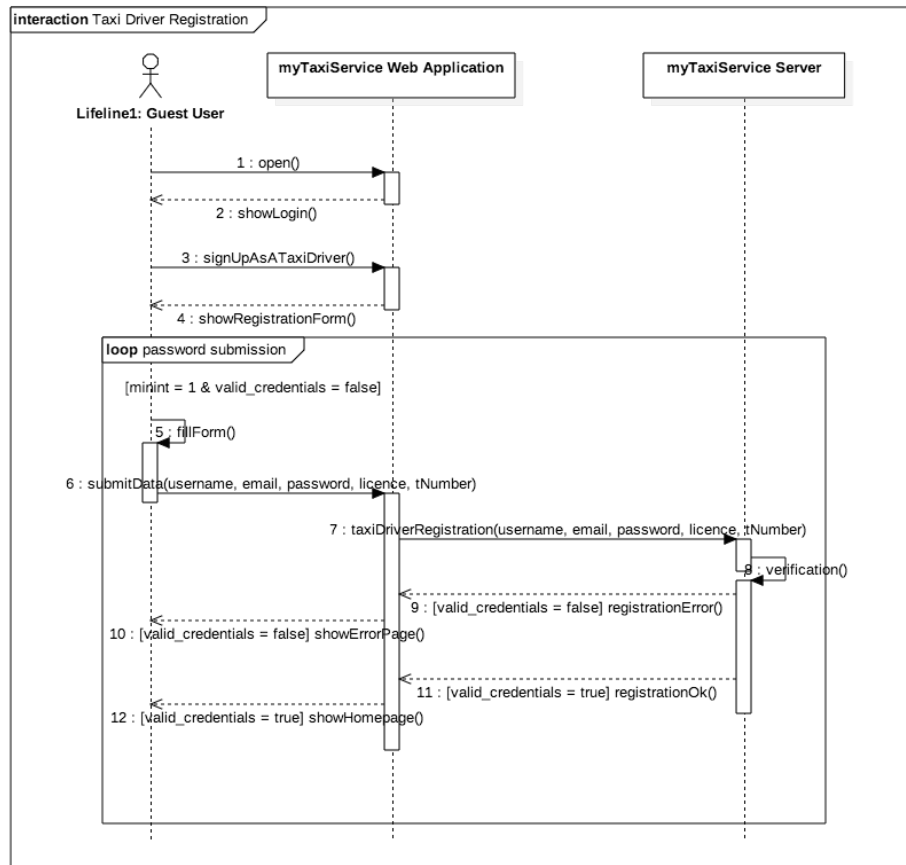 interaction Taxi Driver Registration
myTaxiService Web Application
myTaxiService Server
Lifeline1: Guest User
1 : open()
2 : showLogin()
3 : signUpAsATaxiDriver()
4 : showRegistrationForm()
loop password submission
[minint = 1 & valid_credentials = false]
5 : fillForm()
6 : submitData(username, email, password, licence, tNumber)
7 : taxiDriverRegistration(username, email, password, licence, tNumber)
8 : verification()
9 : [valid_credentials = false] registrationError()
10 : [valid_credentials = false] showErrorPage()
11 : [valid_credentials = true] registrationOk()
12 : [valid_credentials = true] showHomepage()